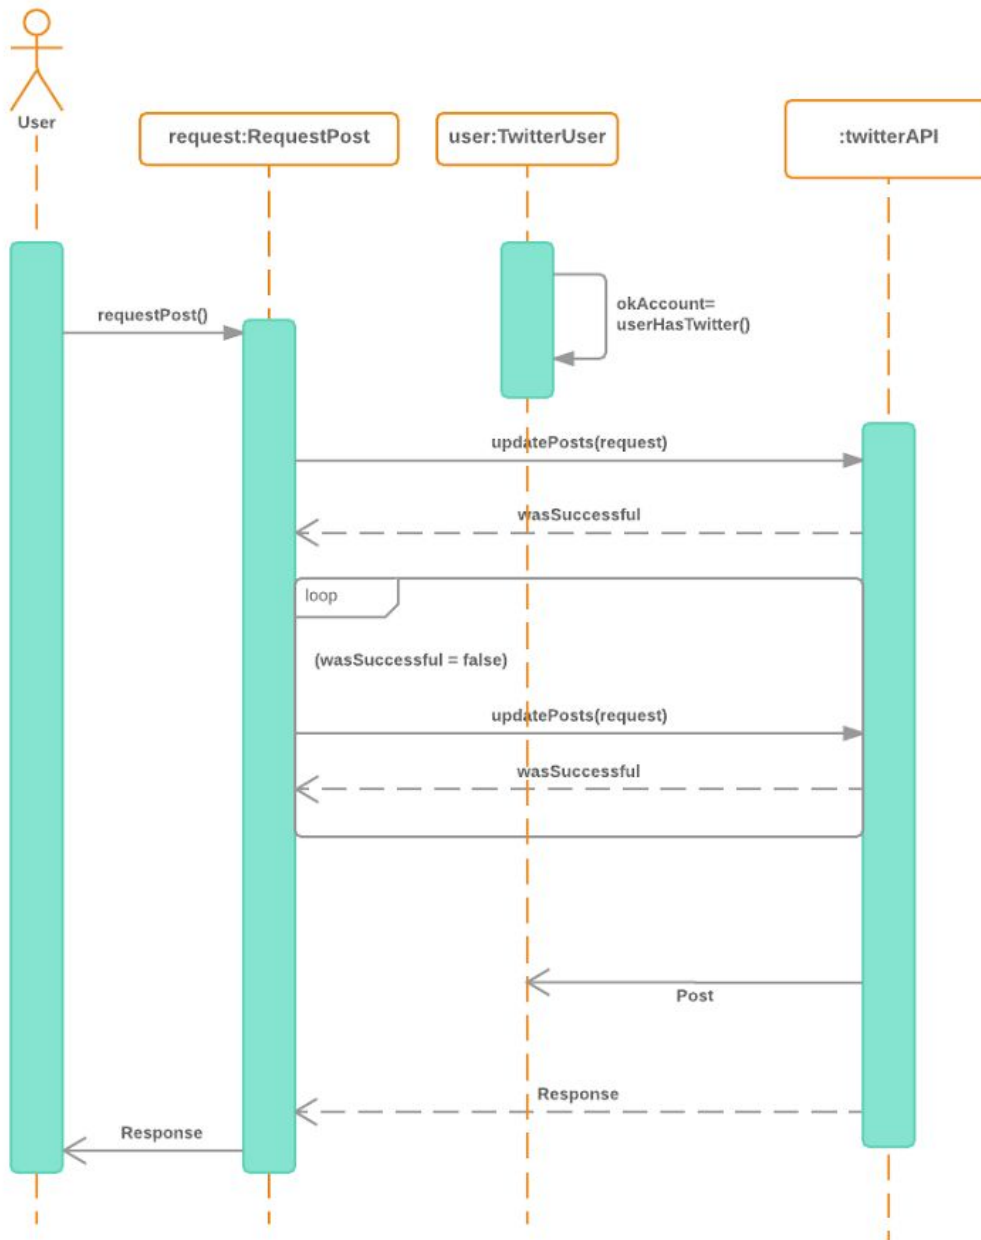 User
request:RequestPost
user:TwitterUser
:twitterAPI
requestPost()
okAccount=
userHasTwitter()
updatePosts(request)
wasSuccessful
loop
(wasSuccessful = false)
updatePosts(request)
wasSuccessful
Post
Response
Response